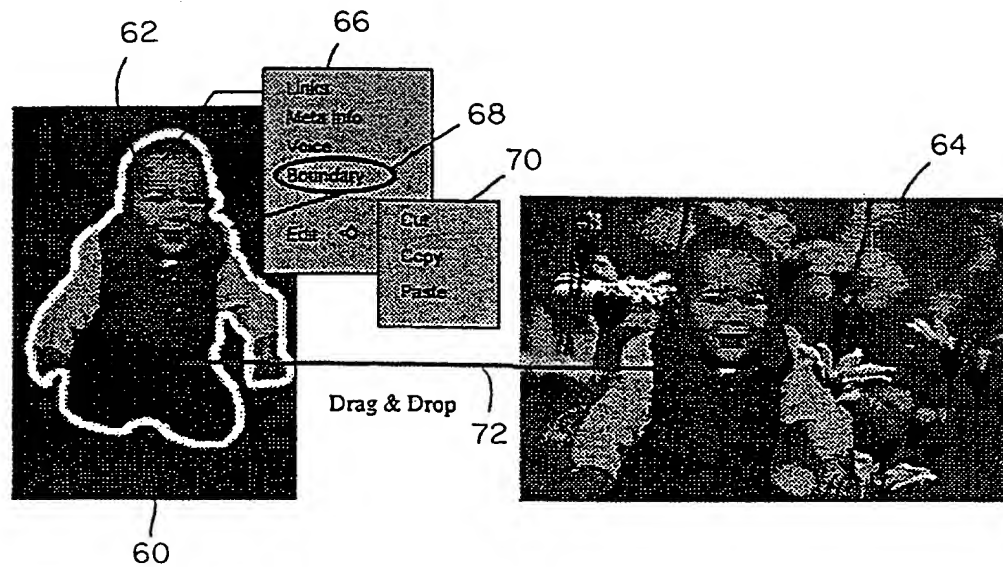 66
62
Links
Meta info
Voice
Boundary
Edit
68
70
Cut
Copy
Paste
64
Drag & Drop
72
60